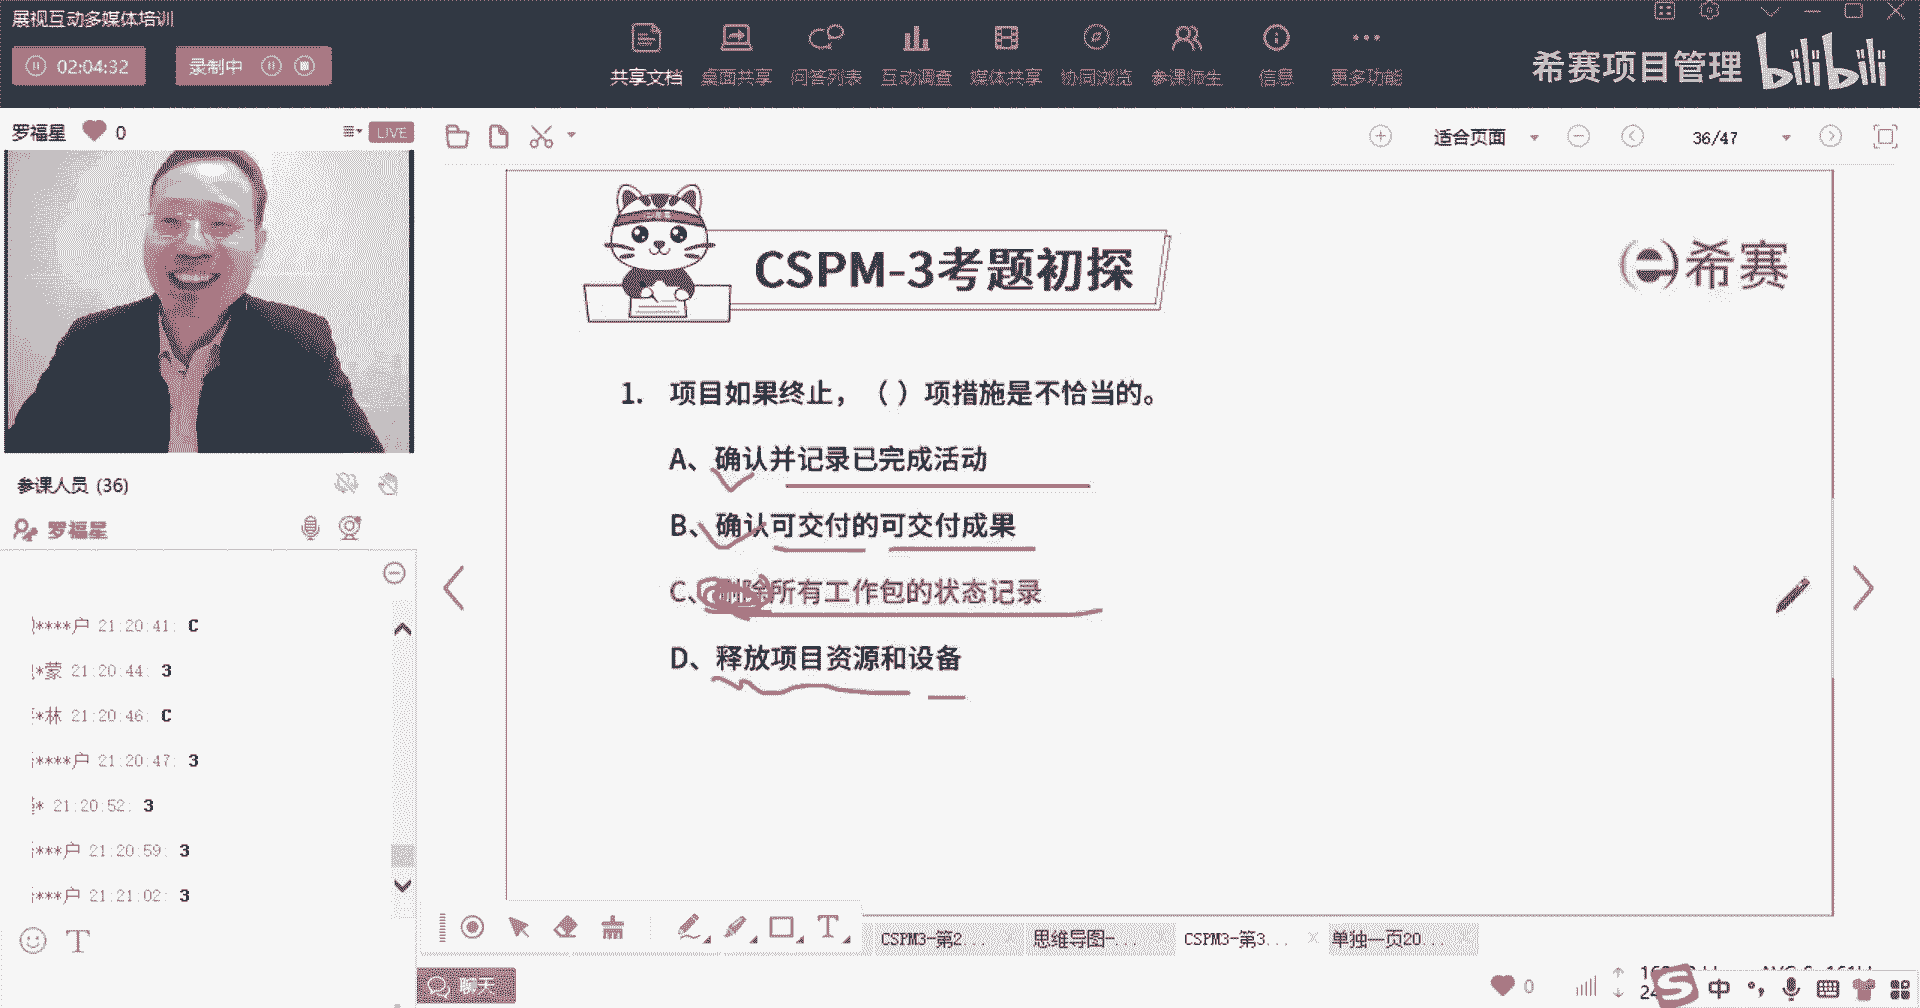 展视互动多媒体培训
02:04:32
录制中
共享文档 桌面共享 问答列表 互动调查 媒体共享 协同浏览 参课师生 信息 更多功能
希赛项目管理 bilibili
罗福星 0 LIVE
适合页面 36/47
CSPM-3考题初探
希赛
1. 项目如果终止，（ ）项措施是不恰当的。
A、确认并记录已完成活动
B、确认可交付的可交付成果
C、删除所有工作包的状态记录
D、释放项目资源和设备
参课人员 (36)
罗福星
****户 21:20:41: C
*蒙 21:20:44: 3
*林 21:20:46: C
****户 21:20:47: 3
* 21:20:52: 3
***户 21:20:59: 3
***户 21:21:02: 3
T
CSPM3-第2... 思维导图-... CSPM3-第3... 单独一页20...
聊天
0
中